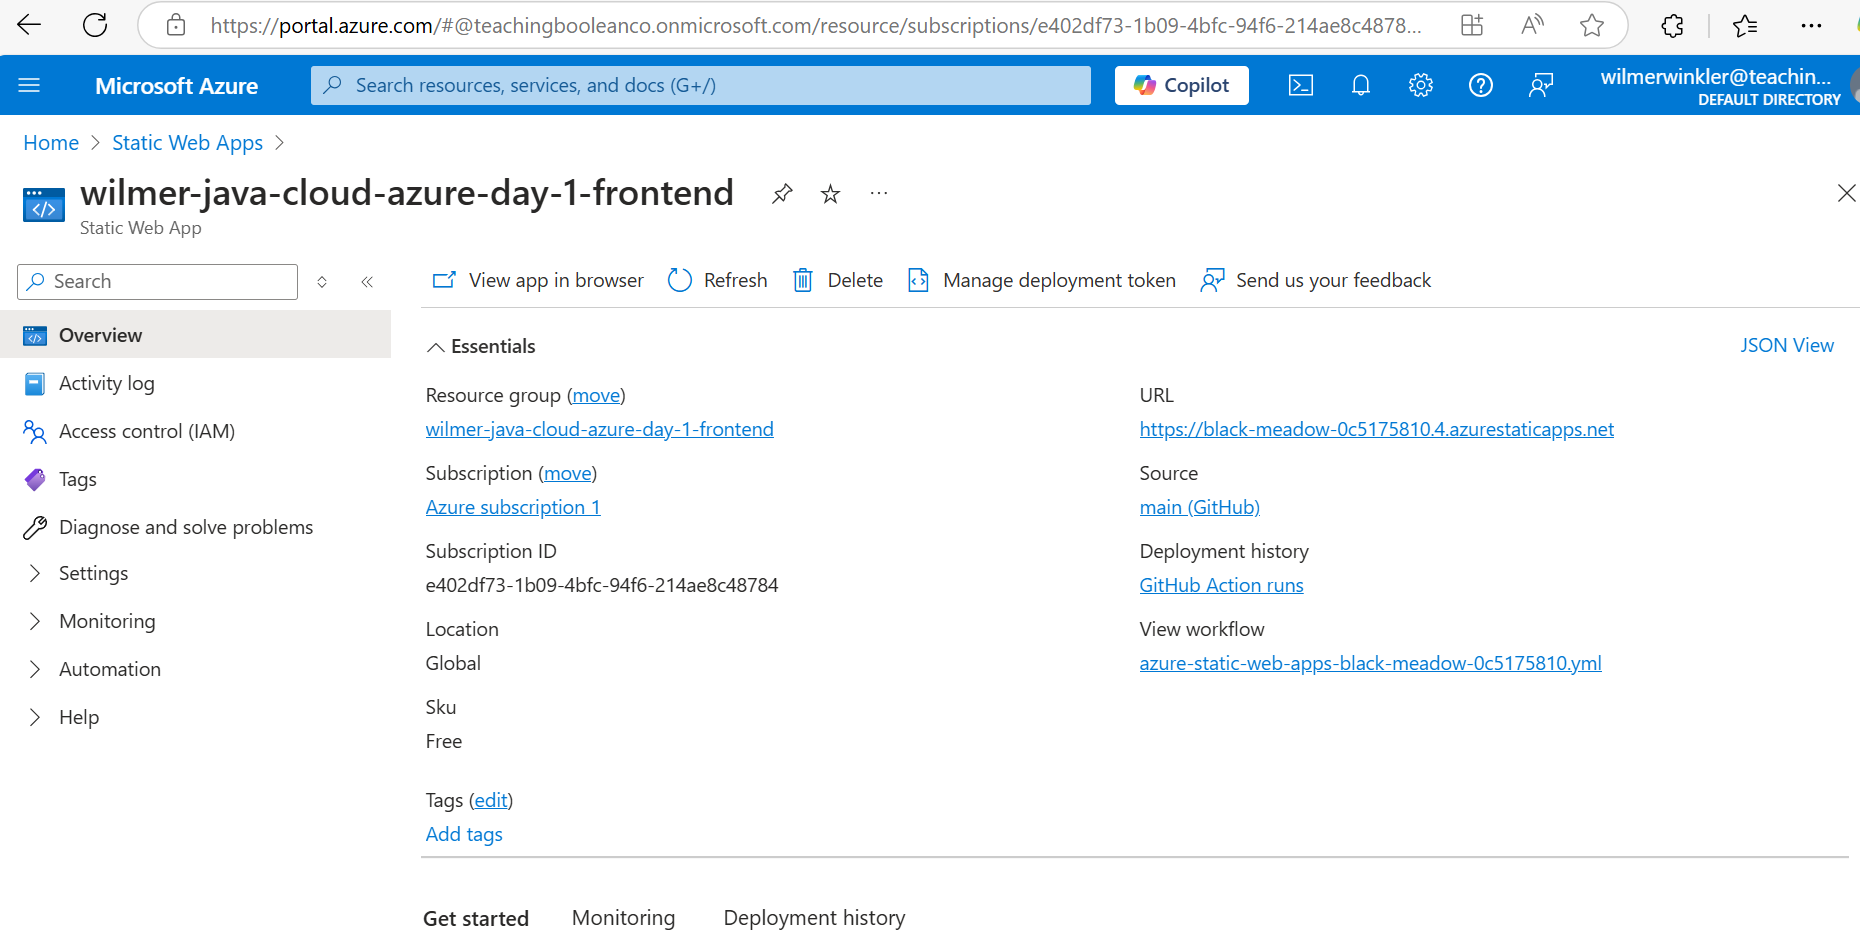 https://portal.azure.com/#@teachingbooleanco.onmicrosoft.com/resource/subscriptions/e402df73-1b09-4bfc-94f6-214ae8c4878...
Microsoft Azure
Search resources, services, and docs (G+/)
Copilot
wilmerwinkler@teachin...
DEFAULT DIRECTORY
Home > Static Web Apps >
wilmer-java-cloud-azure-day-1-frontend
Static Web App
Search
Overview
Activity log
Access control (IAM)
Tags
Diagnose and solve problems
Settings
Monitoring
Automation
Help
View app in browser
Refresh
Delete
Manage deployment token
Send us your feedback
Essentials
JSON View
Resource group (move)
wilmer-java-cloud-azure-day-1-frontend
Subscription (move)
Azure subscription 1
Subscription ID
e402df73-1b09-4bfc-94f6-214ae8c48784
Location
Global
Sku
Free
URL
https://black-meadow-0c5175810.4.azurestaticapps.net
Source
main (GitHub)
Deployment history
GitHub Action runs
View workflow
azure-static-web-apps-black-meadow-0c5175810.yml
Tags (edit)
Add tags
Get started
Monitoring
Deployment history